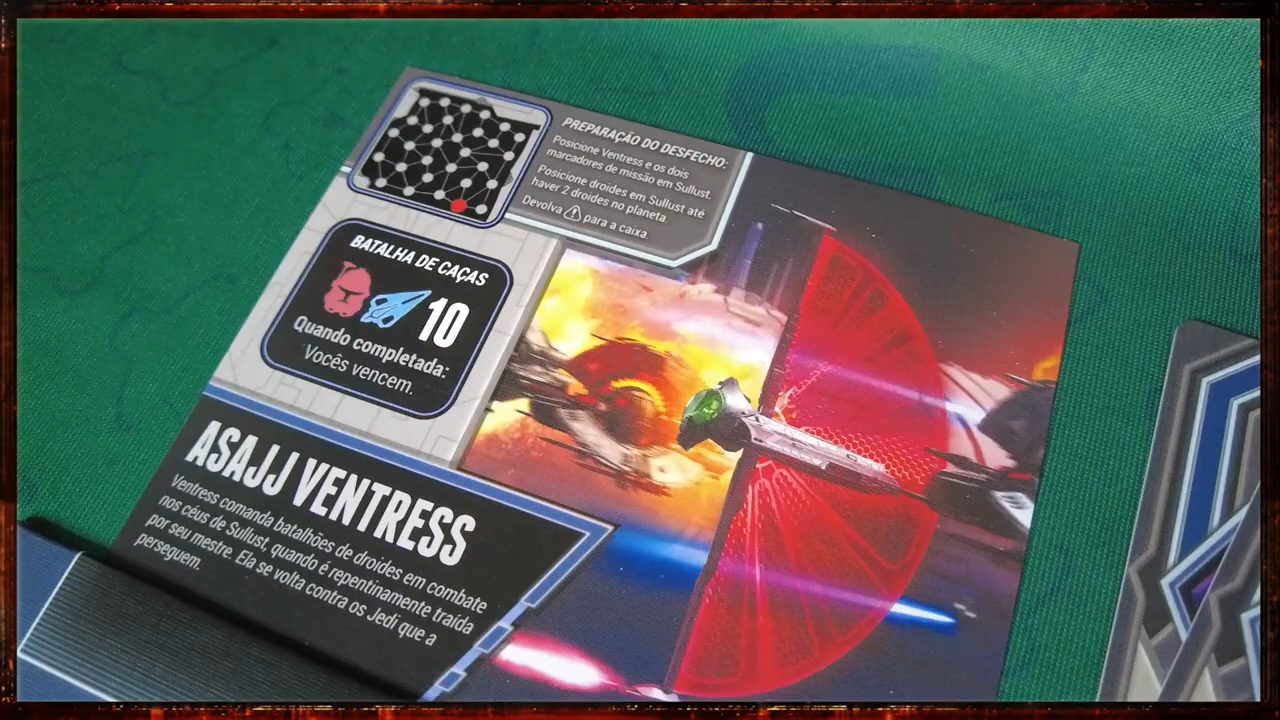 PREPARAÇÃO DO DESFECHO:
Posicione Ventress e os dois
marcadores de missão em Sullust.
Posicione droides em Sullust até
haver 2 droides no planeta.
Devolva para a caixa.
BATALHA DE CAÇAS
10
Quando completada:
Vocês vencem.
ASAJJ VENTRESS
Ventress comanda batalhões de droides em combate
nos céus de Sullust, quando é repentinamente traída
por seu mestre. Ela se volta contra os Jedi que a
perseguem.